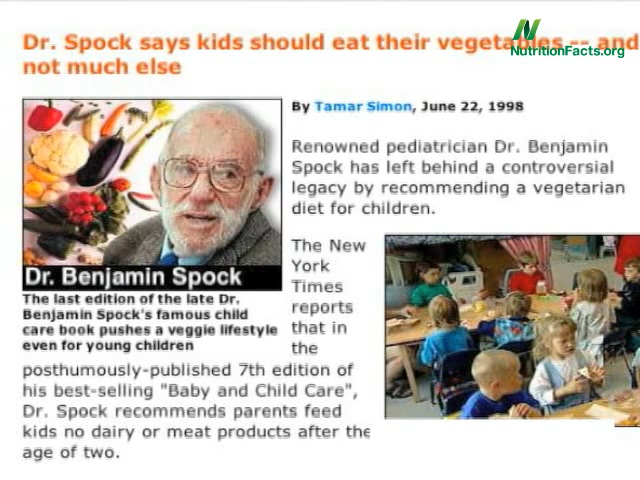 Dr. Spock says kids should eat their vegetables -- and
not much else
NutritionFacts.org
By Tamar Simon, June 22, 1998
Renowned pediatrician Dr. Benjamin
Spock has left behind a controversial
legacy by recommending a vegetarian
diet for children.
Dr. Benjamin Spock
The last edition of the late Dr.
Benjamin Spock's famous child
care book pushes a veggie lifestyle
even for young children
The New
York
Times
reports
that in
the
posthumously-published 7th edition of
his best-selling "Baby and Child Care",
Dr. Spock recommends parents feed
kids no dairy or meat products after the
age of two.